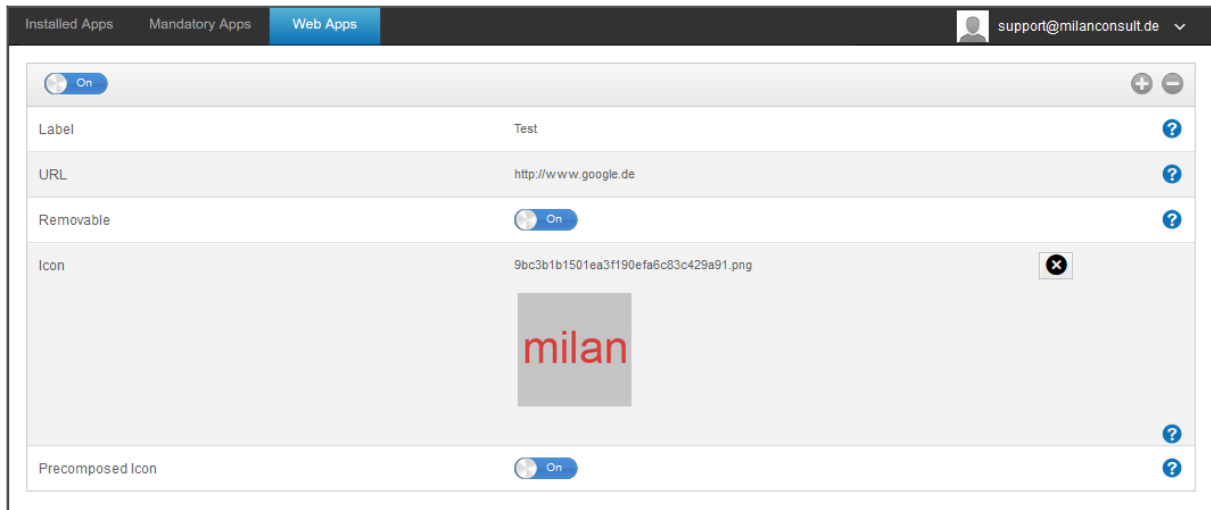 Installed Apps Mandatory Apps Web Apps support@milanconsult.de
On
Label Test
URL http://www.google.de
Removable On
Icon 9bc3b1b1501ea3f190efa6c83c429a91.png
milan
Precomposed Icon On